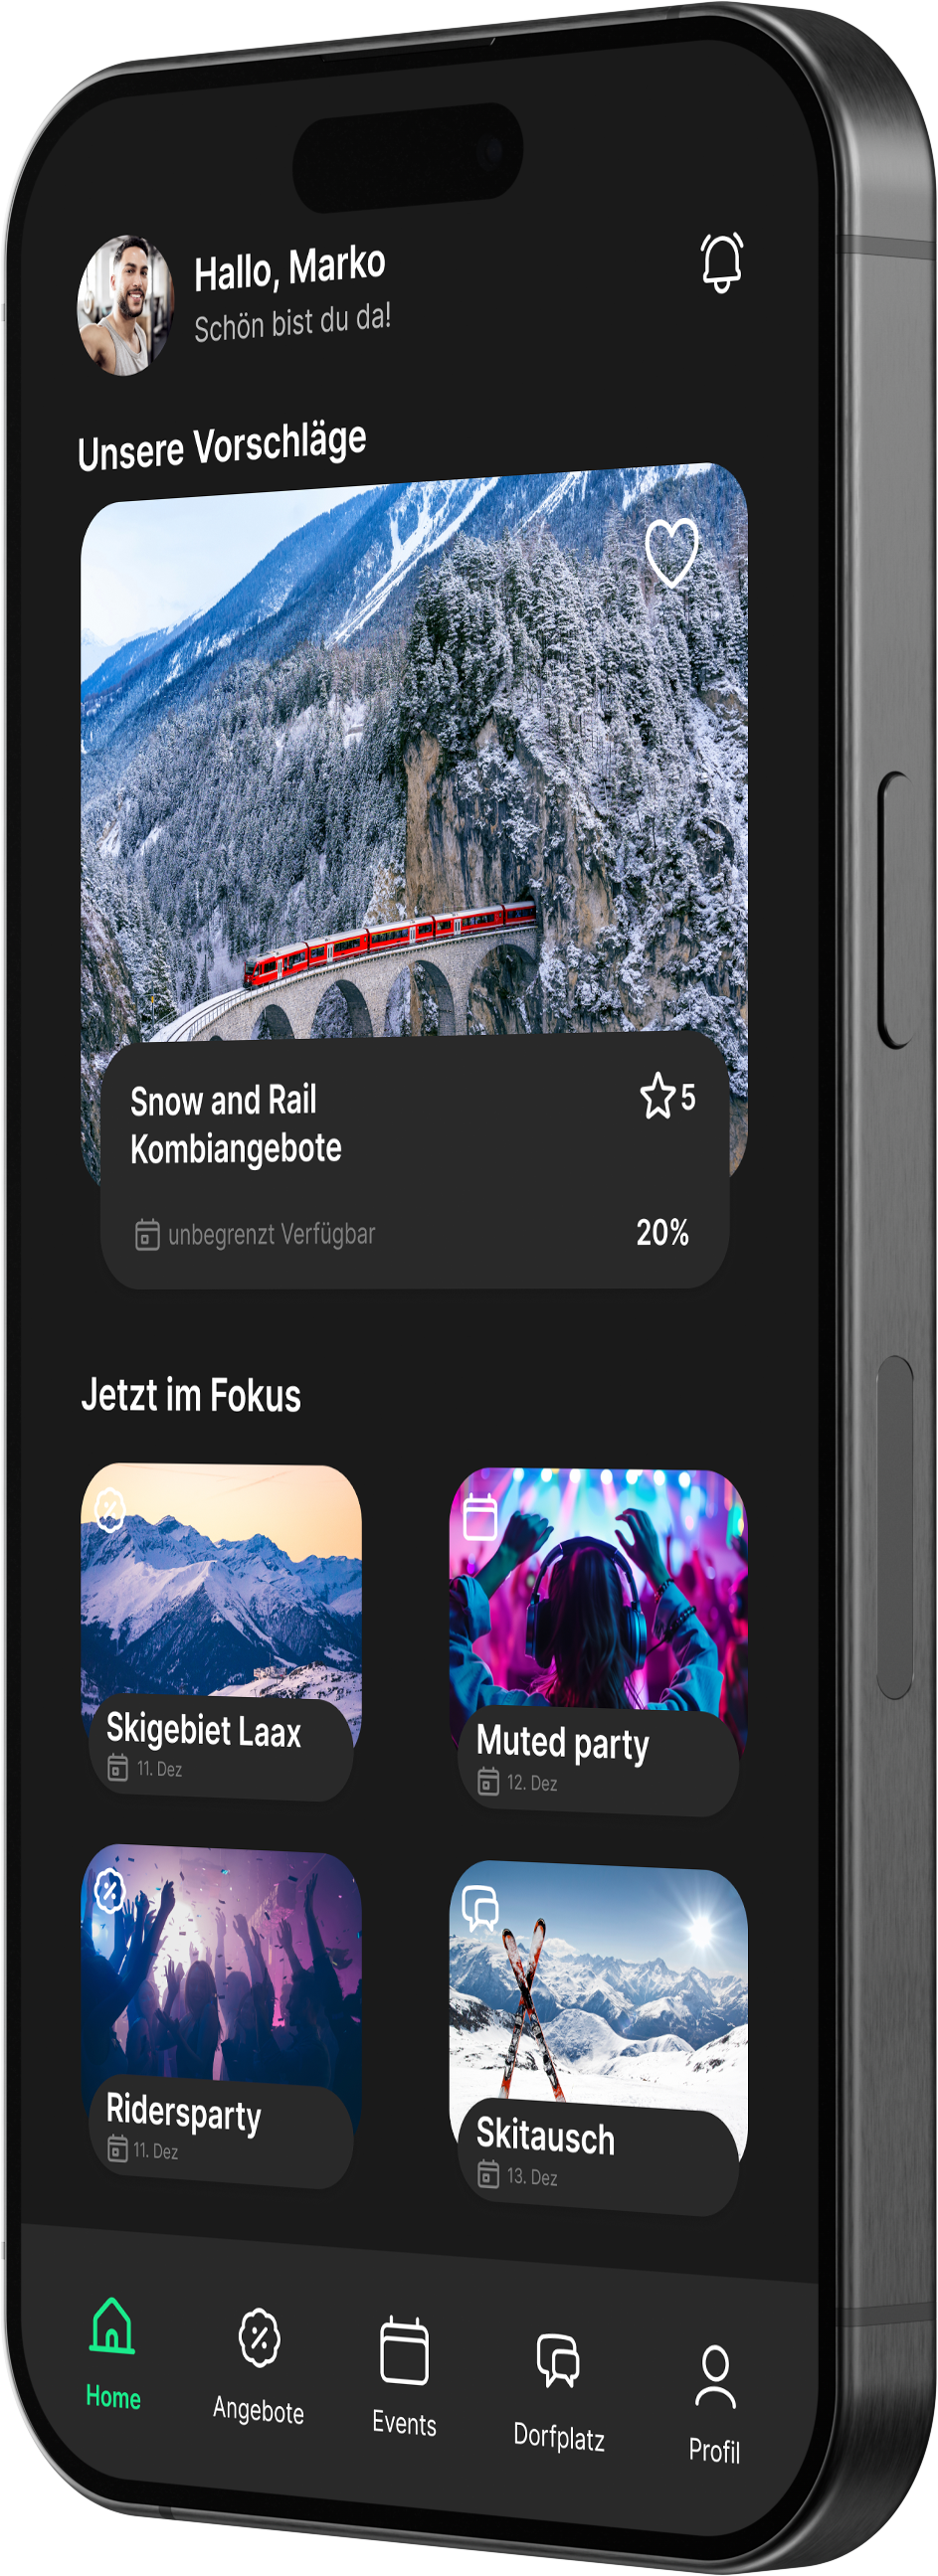 Hallo, Marko
Schön bist du da!
Unsere Vorschläge
Snow and Rail
Kombiangebote
5
unbegrenzt Verfügbar
20%
Jetzt im Fokus
Skigebiet Laax
11. Dez
Muted party
12. Dez
Ridersparty
11. Dez
Skitausch
13. Dez
Home
Angebote
Events
Dorfplatz
Profil